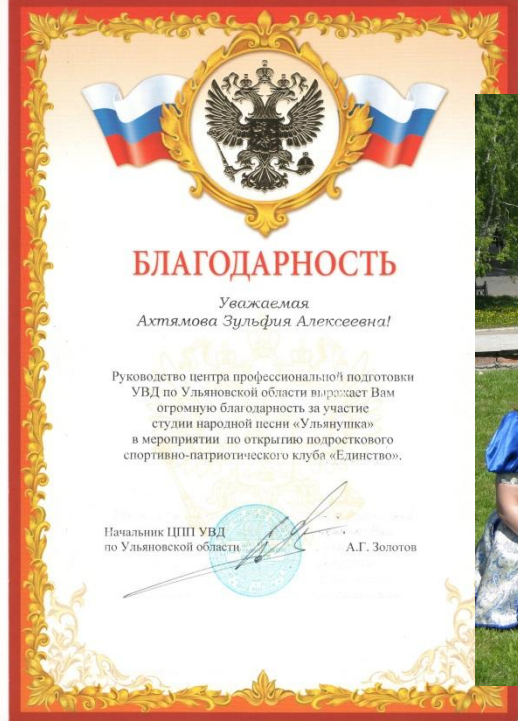 БЛАГОДАРНОСТЬ
Уважаемая
Ахтямова Зульфия Алексеевна!
Руководство центра профессиональной подготовки
УВД по Ульяновской области выражает Вам
огромную благодарность за участие
студии народной песни «Ульянушка»
в мероприятии по открытию подросткового
спортивно-патриотического клуба «Единство».
Начальник ЦПП УВД
по Ульяновской области
А.Г. Золотов